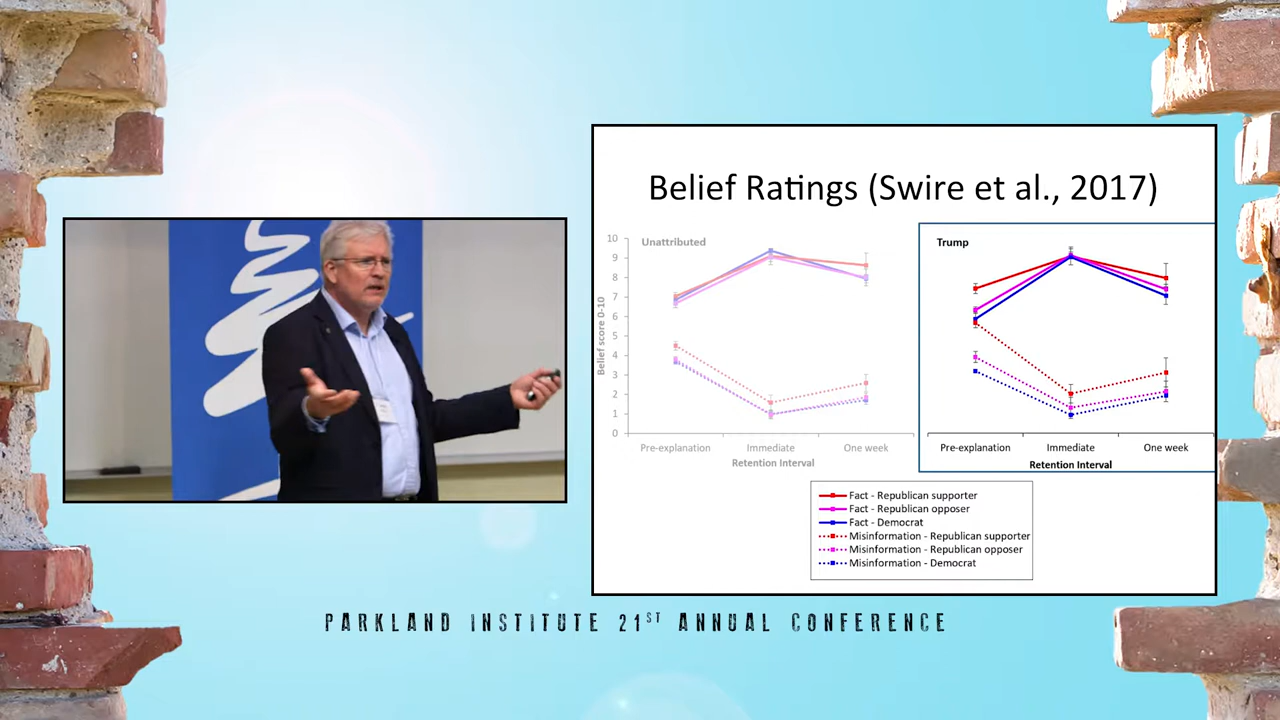 Belief Ratings (Swire et al., 2017)
Unattributed
Belief score 0-10
10
9
8
7
6
5
4
3
2
1
0
Pre-explanation Immediate One week
Retention Interval
Trump
Pre-explanation Immediate One week
Retention Interval
Fact - Republican supporter
Fact - Republican opposer
Fact - Democrat
Misinformation - Republican supporter
Misinformation - Republican opposer
Misinformation - Democrat
PARKLAND INSTITUTE 21ST ANNUAL CONFERENCE